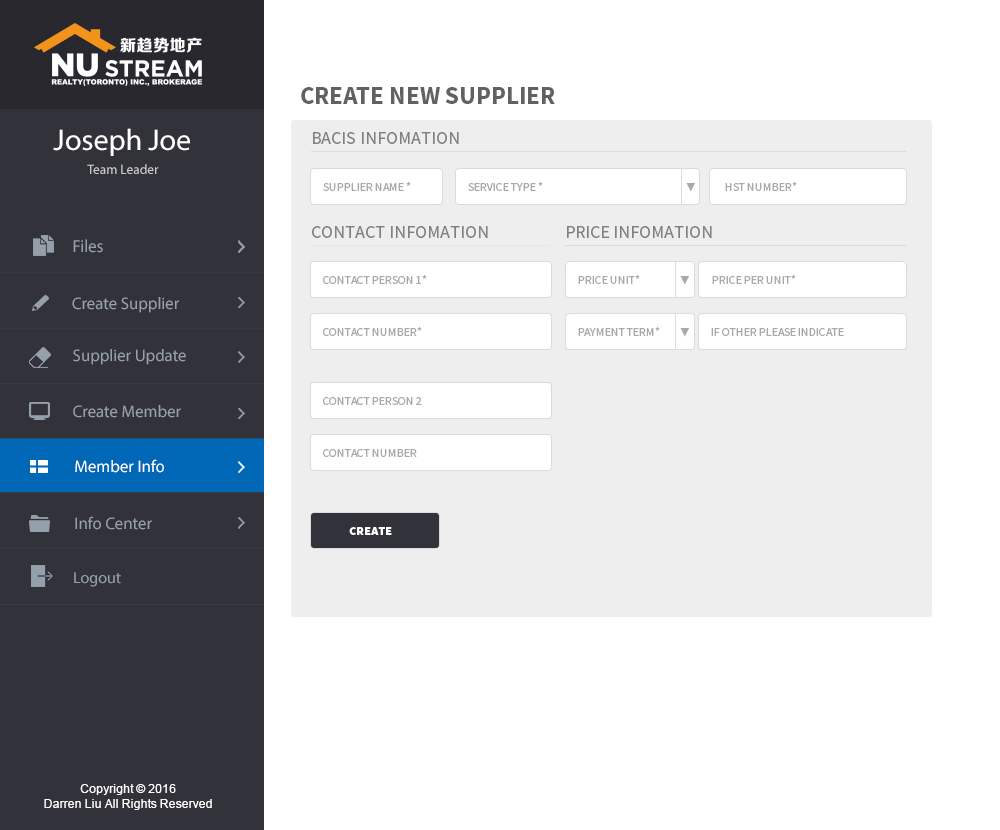 新趋势地产
NU STREAM
REALTY(TORONTO) INC., BROKERAGE
Joseph Joe
Team Leader
Files
Create Supplier
Supplier Update
Create Member
Member Info
Info Center
Logout
Copyright © 2016
Darren Liu All Rights Reserved
CREATE NEW SUPPLIER
BACIS INFOMATION
SUPPLIER NAME *
SERVICE TYPE *
HST NUMBER*
CONTACT INFOMATION
PRICE INFOMATION
CONTACT PERSON 1*
PRICE UNIT*
PRICE PER UNIT*
CONTACT NUMBER*
PAYMENT TERM*
IF OTHER PLEASE INDICATE
CONTACT PERSON 2
CONTACT NUMBER
CREATE